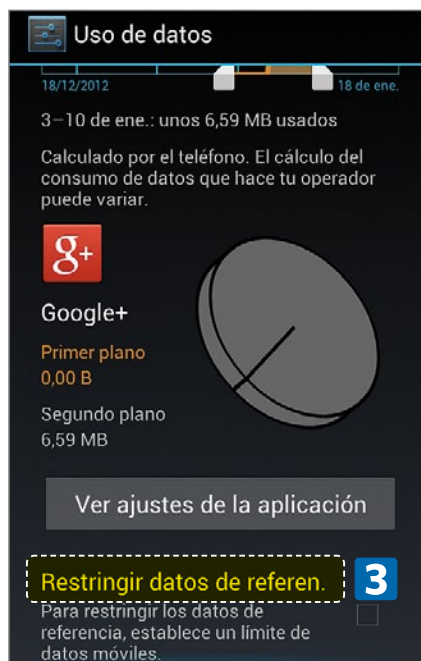 Uso de datos
18/12/2012 18 de ene.
3–10 de ene.: unos 6,59 MB usados
Calculado por el teléfono. El cálculo del
consumo de datos que hace tu operador
puede variar.
g+
Google+
Primer plano
0,00 B
Segundo plano
6,59 MB
Ver ajustes de la aplicación
Restringir datos de referen. 3
Para restringir los datos de
referencia, establece un límite de
datos móviles.